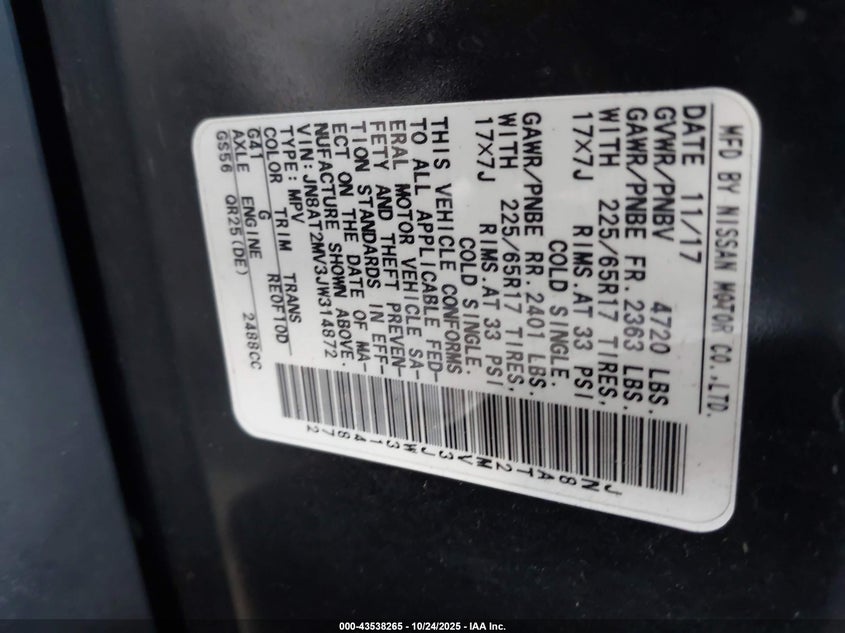 MFD BY NISSAN MOTOR CO.,LTD.
DATE 11/17
GVWR/PNBV 4720 LBS.
GAWR/PNBE FR. 2363 LBS.
WITH 225/65R17 TIRES,
17X7J RIMS.AT 33 PSI
COLD SINGLE.
GAWR/PNBE RR. 2401 LBS.
WITH 225/65R17 TIRES,
17X7J RIMS.AT 33 PSI
COLD SINGLE.
THIS VEHICLE CONFORMS
TO ALL APPLICABLE FED-
ERAL MOTOR VEHICLE SA-
FETY AND THEFT PREVEN-
TION STANDARDS IN EFF-
ECT ON THE DATE OF MA-
NUFACTURE SHOWN ABOVE.
VIN: JN8AT2MV3JW314872
TYPE: MPV
COLOR TRIM TRANS
G41 G RE0F10D
AXLE ENGINE
GS56 QR25(DE) 2488CC
JN8AT2MV3JW314872
000-43538265 - 10/24/2025 - IAA Inc.